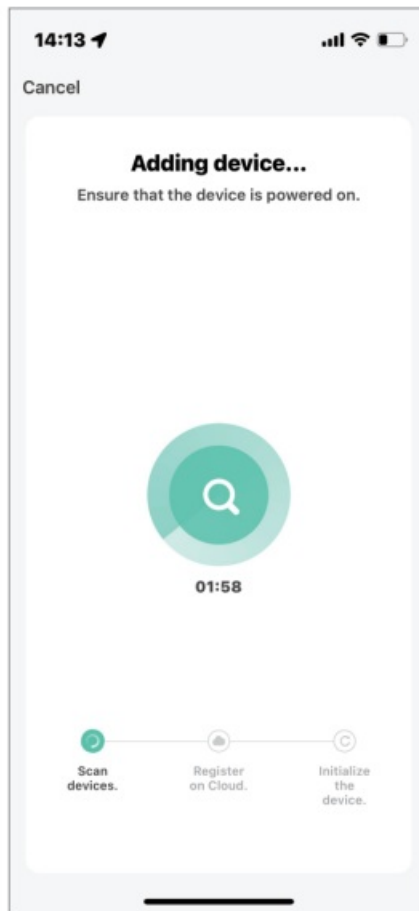 14:13
Cancel
Adding device...
Ensure that the device is powered on.
01:58
Scan
devices.
Register
on Cloud.
Initialize
the
device.